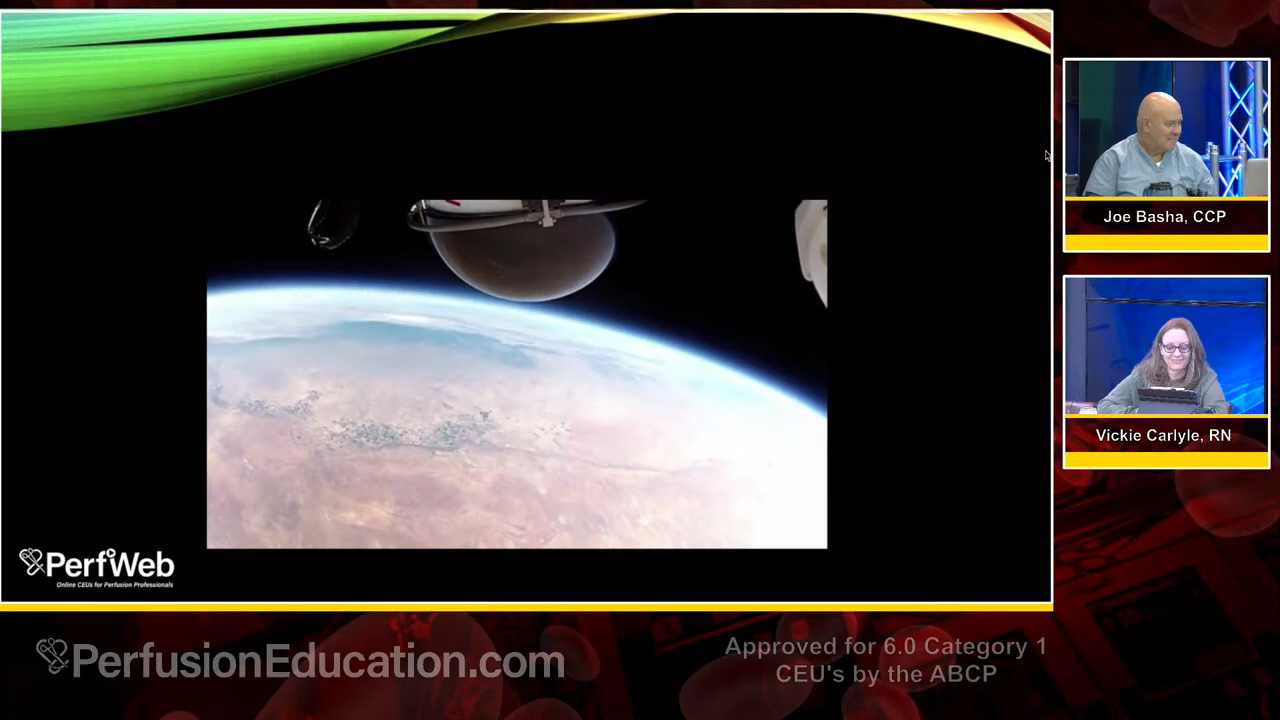 Joe Basha, CCP
Vickie Carlyle, RN
PerfWeb
Online CEUs for Perfusion Professionals
PerfusionEducation.com
Approved for 6.0 Category 1
CEU's by the ABCP